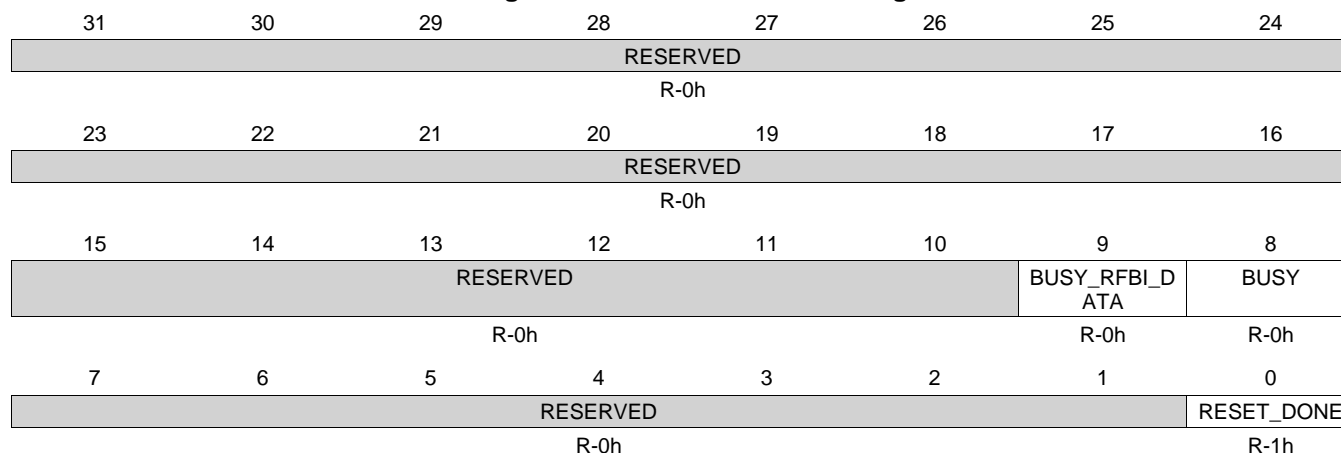 31 30 29 28 27 26 25 24
RESERVED
R-0h
23 22 21 20 19 18 17 16
RESERVED
R-0h
15 14 13 12 11 10 9 8
RESERVED BUSY_RFBI_D BUSY
ATA
R-0h R-0h R-0h
7 6 5 4 3 2 1 0
RESERVED RESET_DONE
R-0h R-1h